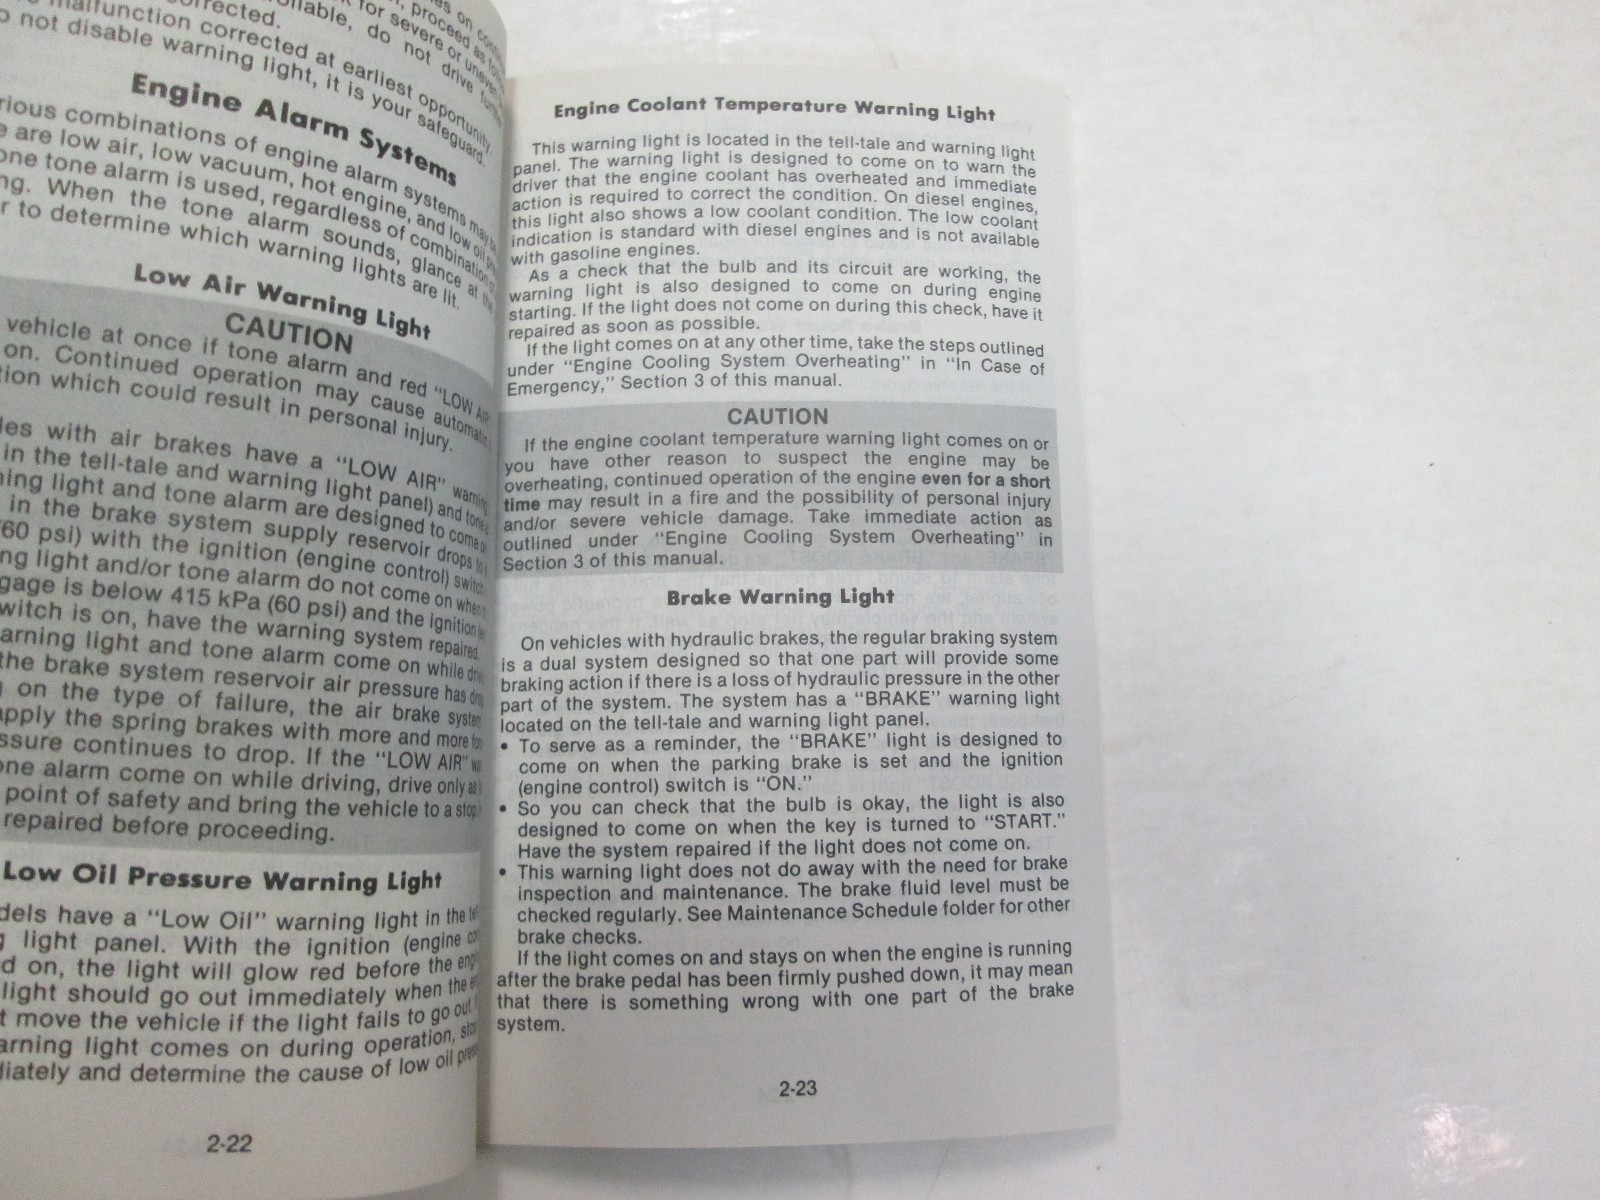 on
proceed as
for severe or uneven
controllable, do not drive
corrected.
malfunction corrected at earliest opportunity.
not disable warning light, it is your safeguard.
Engine Alarm Systems
combinations of engine alarm systems may
are low air, low vacuum, hot engine, and low oil
one tone alarm is used, regardless of combination
When the tone alarm sounds, glance at the
to determine which warning lights are lit.
Low Air Warning Light
CAUTION
vehicle at once if tone alarm and red "LOW AIR"
on. Continued operation may cause automatic
which could result in personal injury.
with air brakes have a "LOW AIR" warning
in the tell-tale and warning light panel) and tone
light and tone alarm are designed to come on
in the brake system supply reservoir drops to
(60 psi) with the ignition (engine control) switch
light and/or tone alarm do not come on when
gage is below 415 kPa (60 psi) and the ignition
switch is on, have the warning system repaired.
warning light and tone alarm come on while
the brake system reservoir air pressure has
on the type of failure, the air brake system
apply the spring brakes with more and more
pressure continues to drop. If the "LOW AIR"
tone alarm come on while driving, drive only as
point of safety and bring the vehicle to a stop
repaired before proceeding.
Low Oil Pressure Warning Light
have a "Low Oil" warning light in the
light panel. With the ignition (engine
on, the light will glow red before the
light should go out immediately when the
move the vehicle if the light fails to go out.
warning light comes on during operation,
and determine the cause of low oil
2-22
Engine Coolant Temperature Warning Light
This warning light is located in the tell-tale and warning light
panel. The warning light is designed to come on to warn the
driver that the engine coolant has overheated and immediate
action is required to correct the condition. On diesel engines,
this light also shows a low coolant condition. The low coolant
indication is standard with diesel engines and is not available
with gasoline engines.
As a check that the bulb and its circuit are working, the
warning light is also designed to come on during engine
starting. If the light does not come on during this check, have it
repaired as soon as possible.
If the light comes on at any other time, take the steps outlined
under "Engine Cooling System Overheating" in "In Case of
Emergency," Section 3 of this manual.
CAUTION
If the engine coolant temperature warning light comes on or
you have other reason to suspect the engine may be
overheating, continued operation of the engine even for a short
time may result in a fire and the possibility of personal injury
and/or severe vehicle damage. Take immediate action as
outlined under "Engine Cooling System Overheating" in
Section 3 of this manual.
Brake Warning Light
On vehicles with hydraulic brakes, the regular braking system
is a dual system designed so that one part will provide some
braking action if there is a loss of hydraulic pressure in the other
part of the system. The system has a "BRAKE" warning light
located on the tell-tale and warning light panel.
• To serve as a reminder, the "BRAKE" light is designed to
come on when the parking brake is set and the ignition
(engine control) switch is "ON."
• So you can check that the bulb is okay, the light is also
designed to come on when the key is turned to "START."
Have the system repaired if the light does not come on.
• This warning light does not do away with the need for brake
inspection and maintenance. The brake fluid level must be
checked regularly. See Maintenance Schedule folder for other
brake checks.
If the light comes on and stays on when the engine is running
after the brake pedal has been firmly pushed down, it may mean
that there is something wrong with one part of the brake
system.
2-23